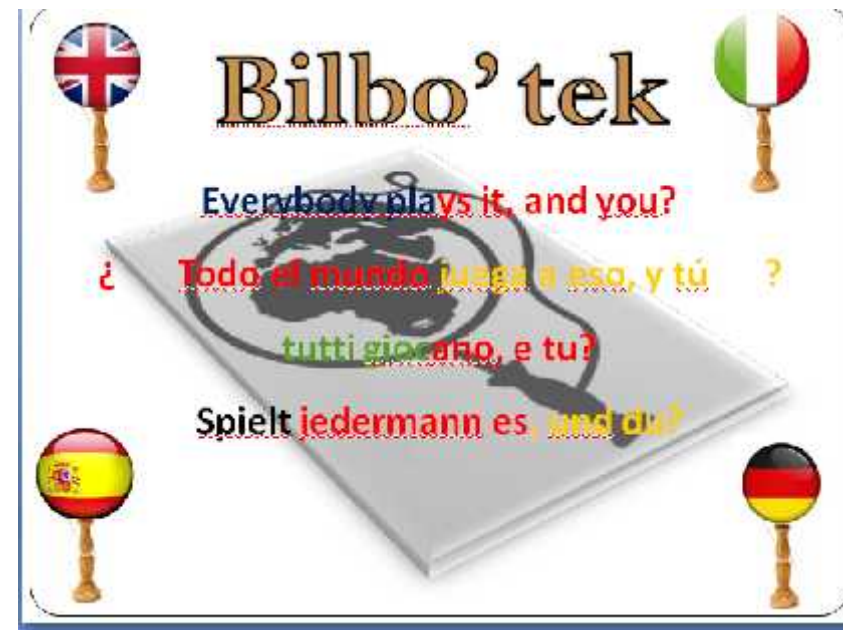 Bilbo' tek
Everybody plays it, and you?
¿ Todo el mundo juega a eso, y tú ?
tutti giocano, e tu?
Spielt jedermann es, und du?